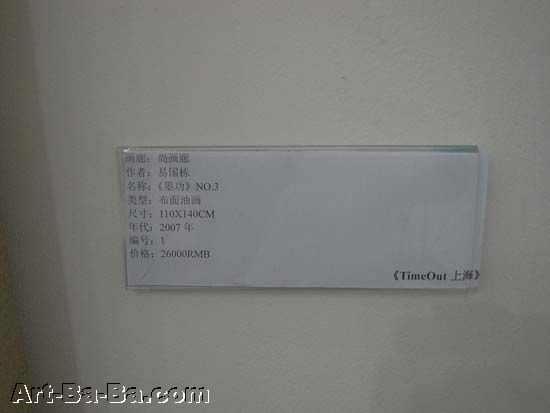 画廊：尚画廊
作者：易国栋
名称：《墨功》NO.3
类型：布面油画
尺寸：110X140CM
年代：2007 年
编号：1
价格：26000RMB
《TimeOut 上海》
Art-Ba-Ba.com